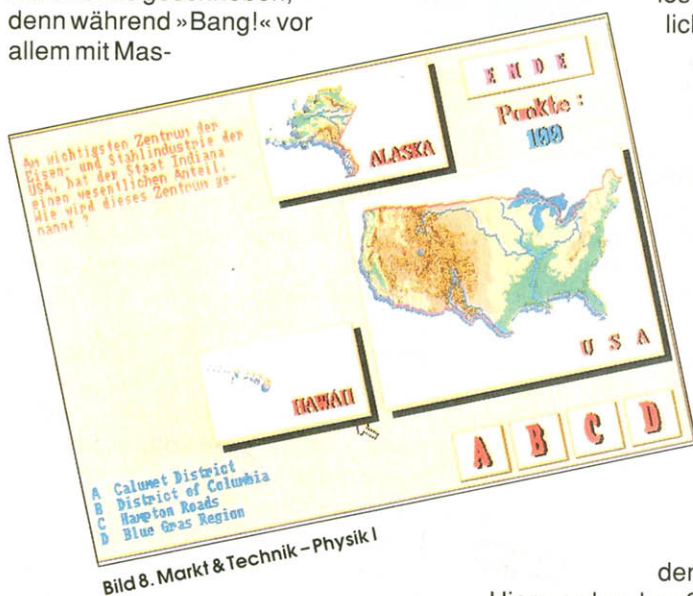 denn während »Bang!« vor
allem mit Mas-
Am wichtigsten Zentrum der
Eisen- und Stahlindustrie der
USA, hat der Staat Indiana
einen wesentlichen Anteil.
Wie wird dieses Zentrum ge-
nannt ?
ALASKA
ENDE
Punkte :
100
USA
HAWAII
A Calumet District
B District of Columbia
C Hampton Roads
D Blue Gras Region
A B C D
Bild 8. Markt & Technik – Physik I